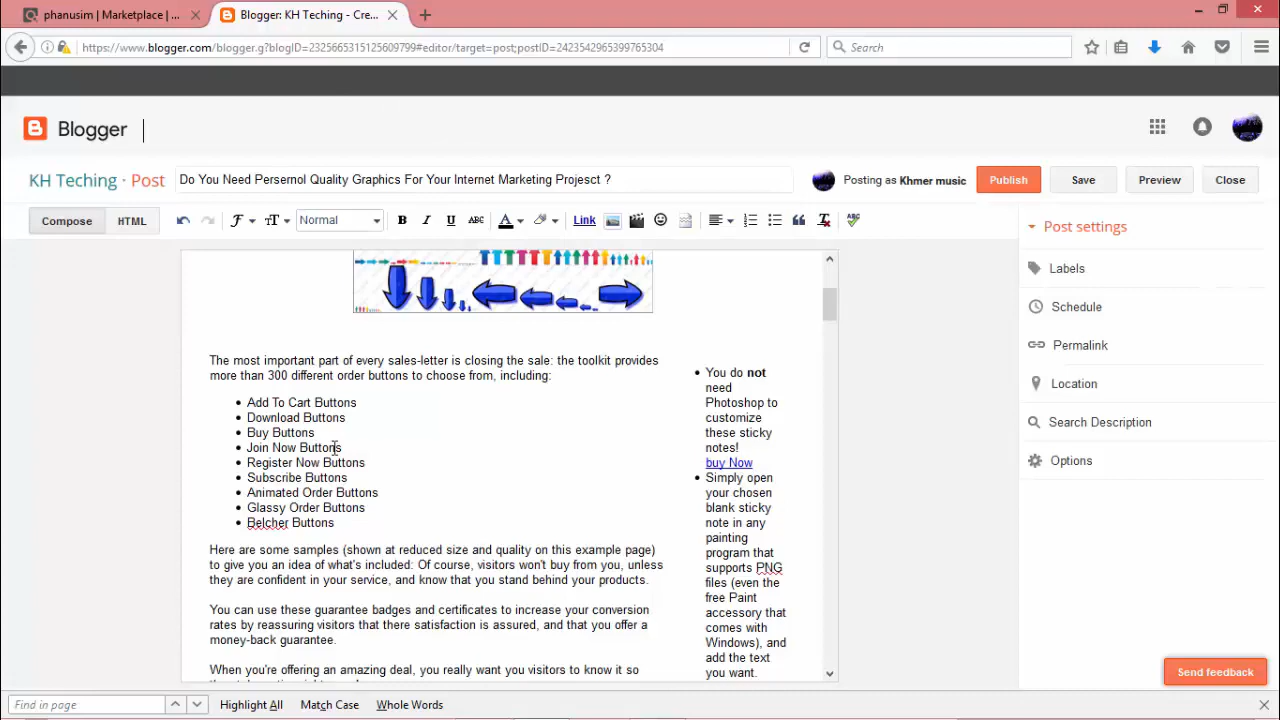 phanusim | Marketplace | ...
Blogger: KH Teching - Cre...
https://www.blogger.com/blogger.g?blogID=2325665315125609799#editor/target=post;postID=2423542965399765304
Search
Blogger
KH Teching · Post
Do You Need Persernol Quality Graphics For Your Internet Marketing Projesct ?
Posting as Khmer music
Publish
Save
Preview
Close
Compose
HTML
Normal
B I U ABC A Link
ABC
Post settings
Labels
Schedule
Permalink
Location
Search Description
Options
The most important part of every sales-letter is closing the sale: the toolkit provides
more than 300 different order buttons to choose from, including:
Add To Cart Buttons
Download Buttons
Buy Buttons
Join Now Buttons
Register Now Buttons
Subscribe Buttons
Animated Order Buttons
Glassy Order Buttons
Belcher Buttons
Here are some samples (shown at reduced size and quality on this example page)
to give you an idea of what's included: Of course, visitors won't buy from you, unless
they are confident in your service, and know that you stand behind your products.
You can use these guarantee badges and certificates to increase your conversion
rates by reassuring visitors that there satisfaction is assured, and that you offer a
money-back guarantee.
When you're offering an amazing deal, you really want you visitors to know it so
You do not
need
Photoshop to
customize
these sticky
notes!
buy Now
Simply open
your chosen
blank sticky
note in any
painting
program that
supports PNG
files (even the
free Paint
accessory that
comes with
Windows), and
add the text
you want.
Send feedback
Find in page
Highlight All
Match Case
Whole Words